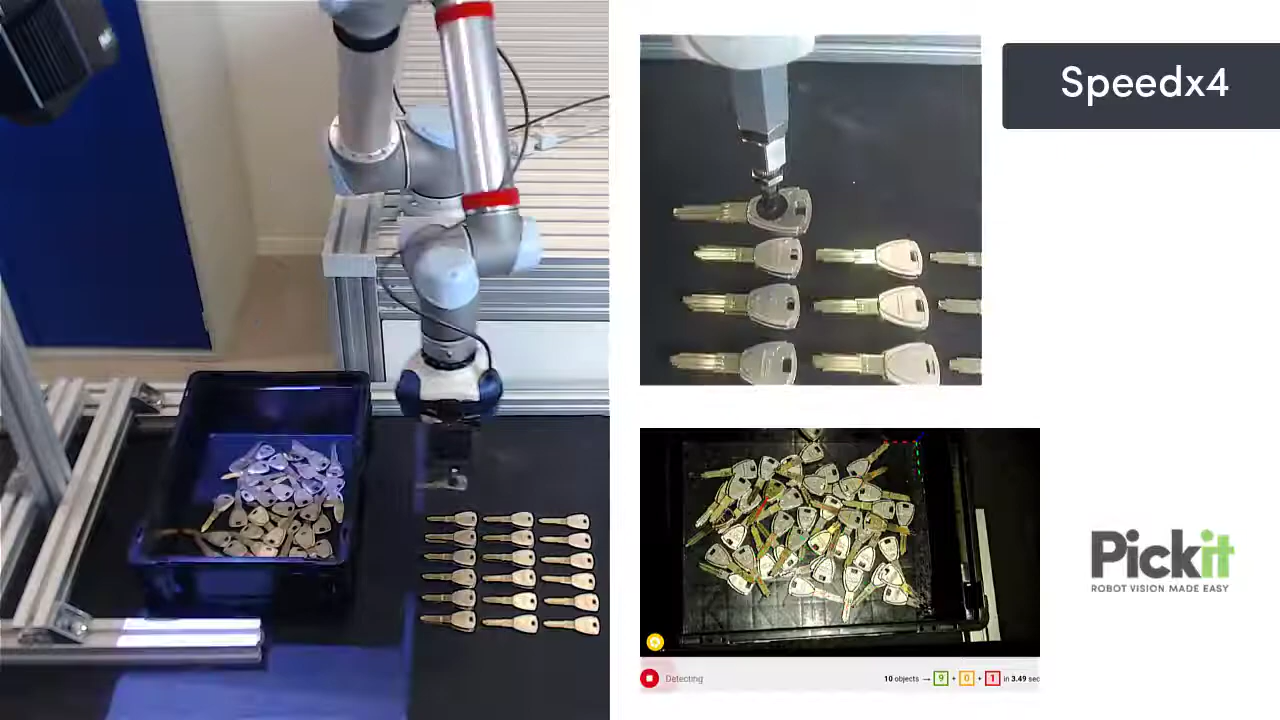 Speedx4
Pickit
ROBOT VISION MADE EASY
Detecting
10 objects → 9 + 0 + 1 in 3.49 sec